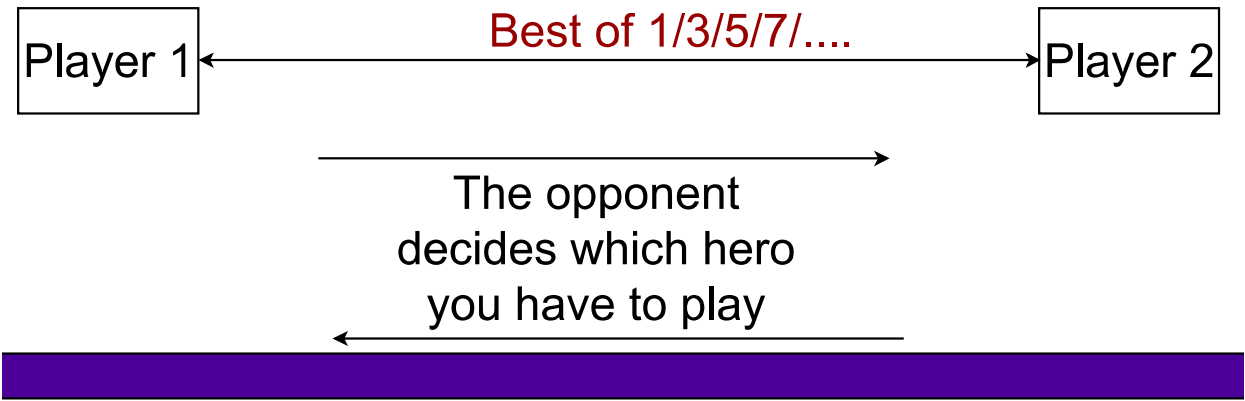 Best of 1/3/5/7/....
Player 1
Player 2
The opponent
decides which hero
you have to play